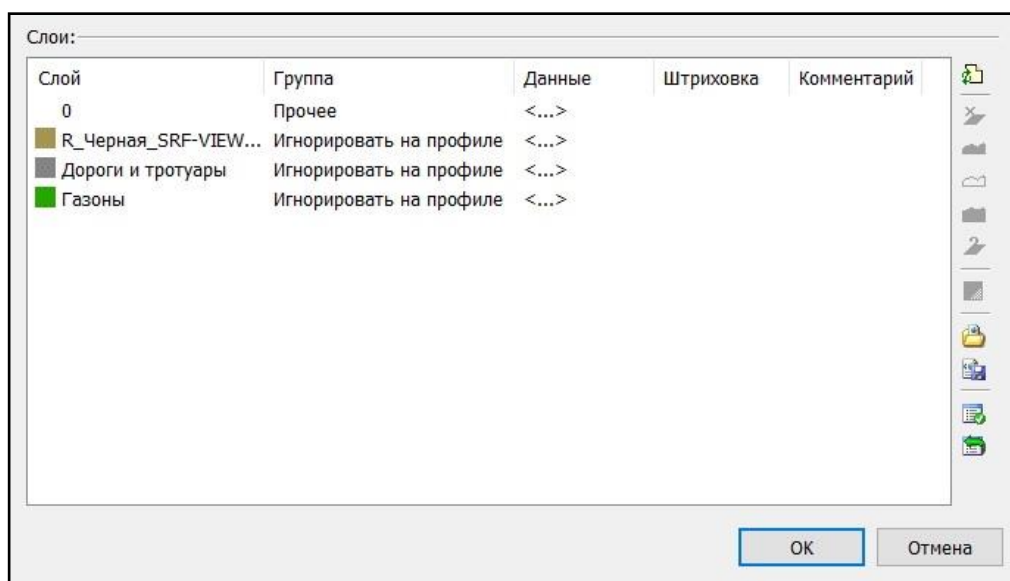 Слои:
Слой Группа Данные Штриховка Комментарий
0 Прочее <...>
R_Черная_SRF-VIEW... Игнорировать на профиле <...>
Дороги и тротуары Игнорировать на профиле <...>
Газоны Игнорировать на профиле <...>
OK Отмена